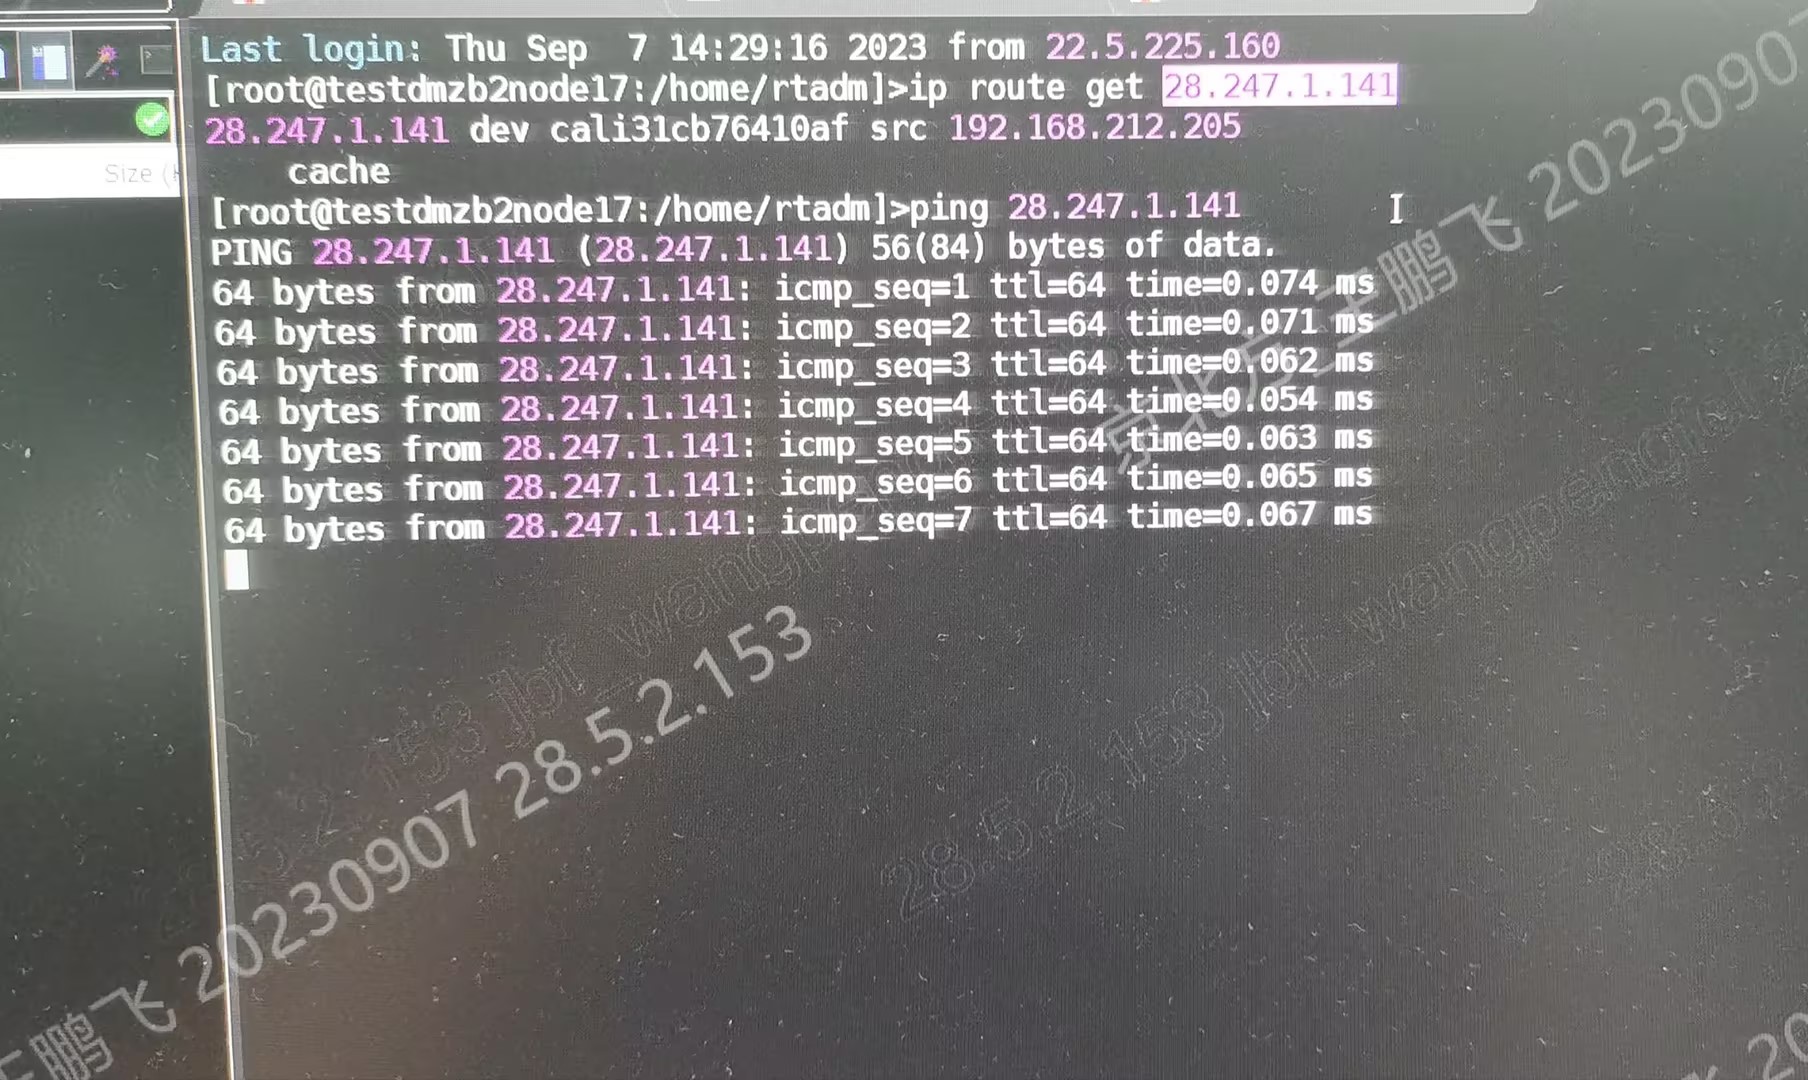 Size (K
Last login: Thu Sep  7 14:29:16 2023 from 22.5.225.160
[root@testdmzb2node17:/home/rtadm]>ip route get 28.247.1.141
28.247.1.141 dev cali31cb76410af src 192.168.212.205
    cache
[root@testdmzb2node17:/home/rtadm]>ping 28.247.1.141
PING 28.247.1.141 (28.247.1.141) 56(84) bytes of data.
64 bytes from 28.247.1.141: icmp_seq=1 ttl=64 time=0.074 ms
64 bytes from 28.247.1.141: icmp_seq=2 ttl=64 time=0.071 ms
64 bytes from 28.247.1.141: icmp_seq=3 ttl=64 time=0.062 ms
64 bytes from 28.247.1.141: icmp_seq=4 ttl=64 time=0.054 ms
64 bytes from 28.247.1.141: icmp_seq=5 ttl=64 time=0.063 ms
64 bytes from 28.247.1.141: icmp_seq=6 ttl=64 time=0.065 ms
64 bytes from 28.247.1.141: icmp_seq=7 ttl=64 time=0.067 ms
京北方 王鹏飞 2023090
王鹏飞 20230907 28.5.2.153
5.2.153 jbf_wangp
28.5.2.153 jbf_wangpengfei